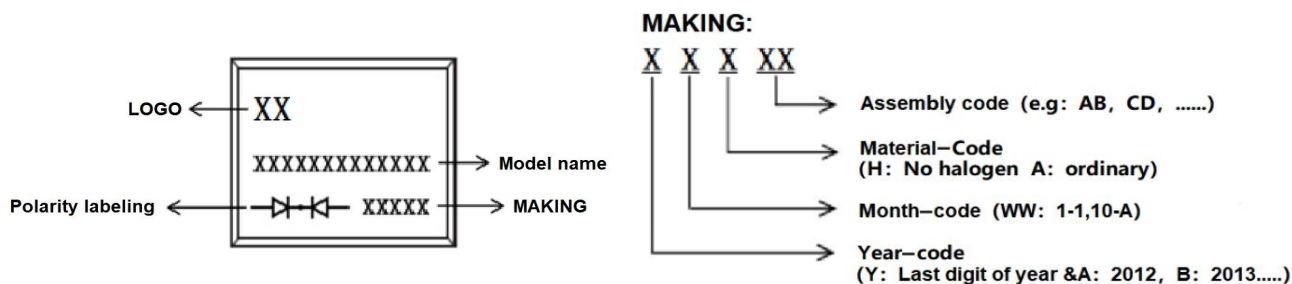 LOGO
XX
XXXXXXXXXXXXX
Model name
Polarity labeling
XXXXX
MAKING
MAKING:
X X X XX
Assembly code (e.g: AB, CD, ......)
Material-Code
(H: No halogen A: ordinary)
Month-code (WW: 1-1,10-A)
Year-code
(Y: Last digit of year &A: 2012, B: 2013.....)